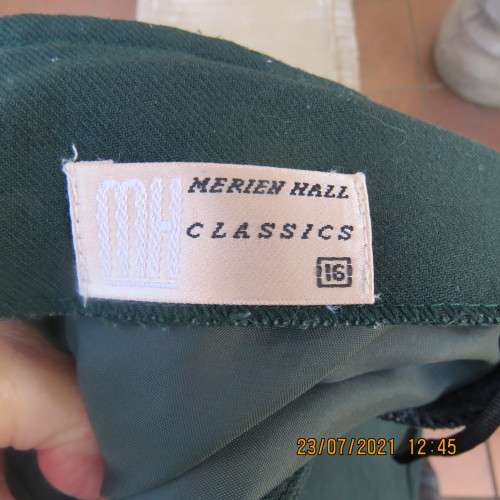 MH
MERIEN HALL
CLASSICS
16
23/07/2021 12:45